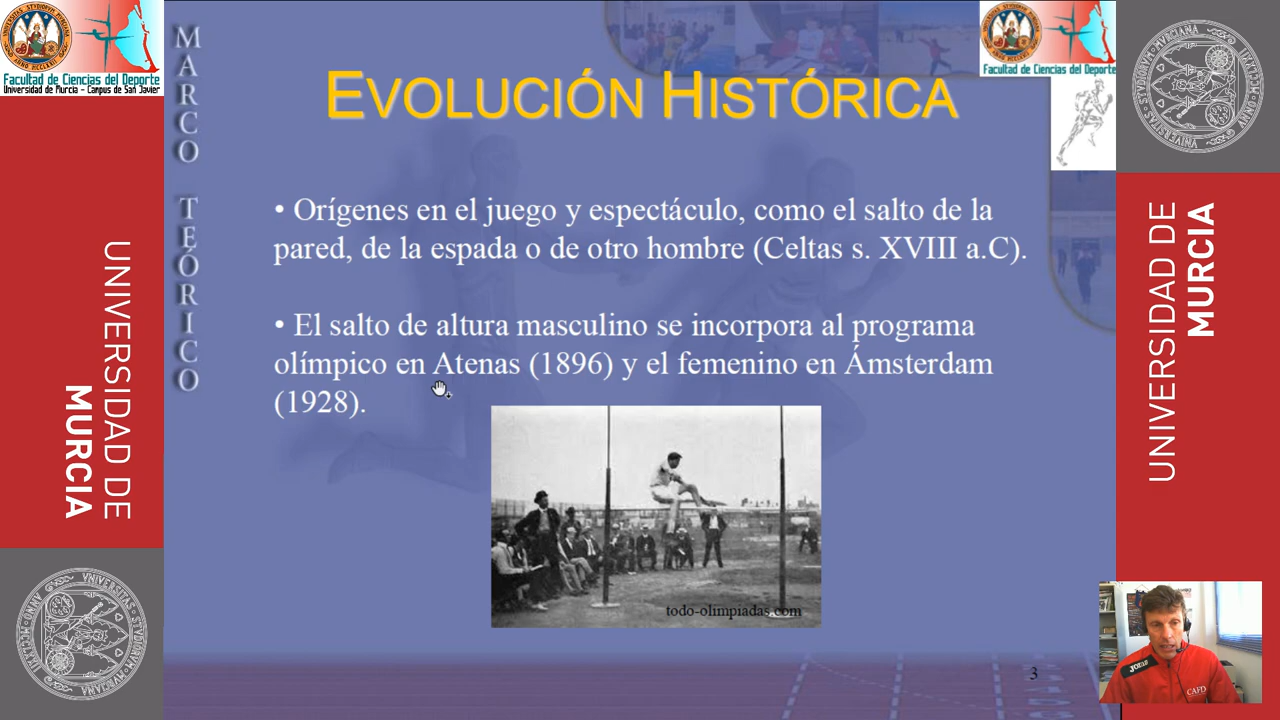 Facultad de Ciencias del Deporte
Universidad de Murcia - Campus de San Javier
MARCO TEÓRICO
EVOLUCIÓN HISTÓRICA
Facultad de Ciencias del Deporte
• Orígenes en el juego y espectáculo, como el salto de la
pared, de la espada o de otro hombre (Celtas s. XVIII a.C).
• El salto de altura masculino se incorpora al programa
olímpico en Atenas (1896) y el femenino en Ámsterdam
(1928).
todo-olimpiadas.com
3
UNIVERSIDAD DE
MURCIA
UNIVERSIDAD DE
MURCIA
Joma
CAFD